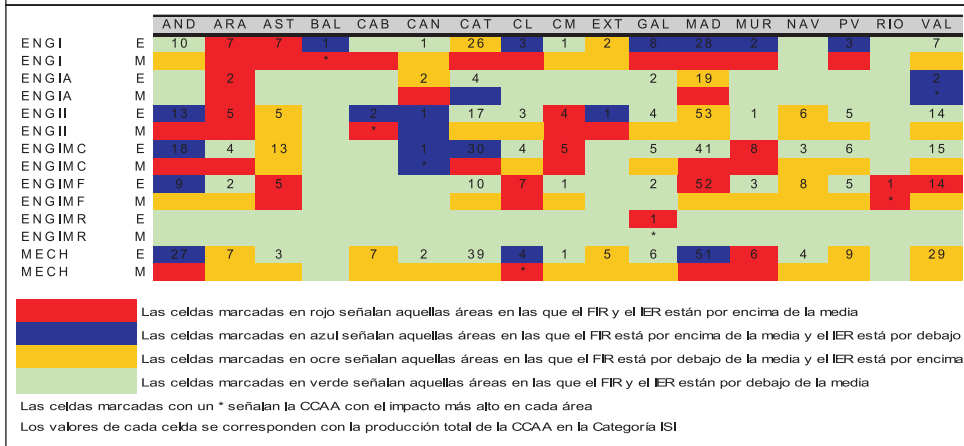 AND ARA AST BAL CAB CAN CAT CL CM EXT GAL MAD MUR NAV PV RIO VAL
ENGI E 10 7 7 1 1 26 3 1 2 8 28 2 3 7
ENGI M *
ENGIA E 2 2 4 2 19 2
ENGIA M *
ENGII E 13 5 5 2 1 17 3 4 1 4 53 1 6 5 14
ENGII M *
ENGIMC E 18 4 13 1 30 4 5 5 41 8 3 6 15
ENGIMC M *
ENGIMF E 9 2 5 10 7 1 2 52 3 8 5 1 14
ENGIMF M *
ENGIMR E 1
ENGIMR M *
MECH E 27 7 3 7 2 39 4 1 5 6 51 6 4 9 29
MECH M *
Las celdas marcadas en rojo señalan aquellas áreas en las que el FIR y el IER están por encima de la media
Las celdas marcadas en azul señalan aquellas áreas en las que el FIR está por encima de la media y el IER está por debajo
Las celdas marcadas en ocre señalan aquellas áreas en las que el FIR está por debajo de la media y el IER está por encima
Las celdas marcadas en verde señalan aquellas áreas en las que el FIR y el IER están por debajo de la media
Las celdas marcadas con un * señalan la CCAA con el impacto más alto en cada área
Los valores de cada celda se corresponden con la producción total de la CCAA en la Categoría ISI